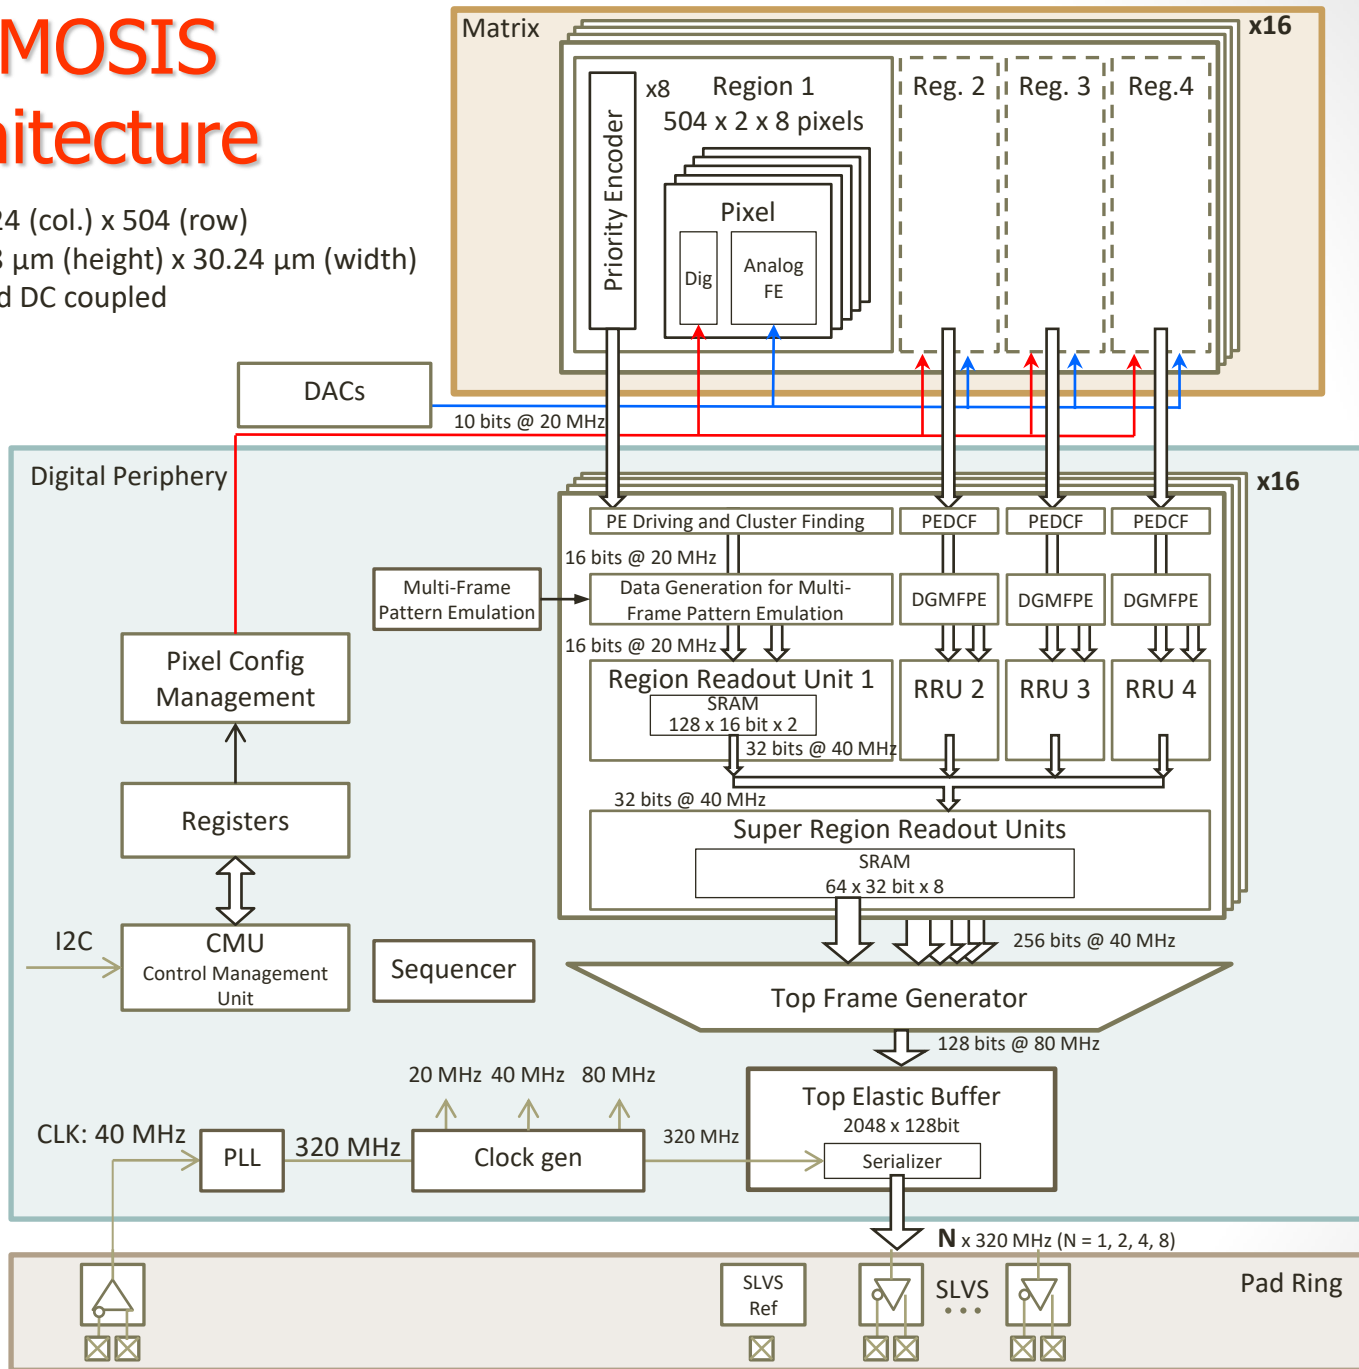 MOSIS
Matrix
x16
x8
Region 1
504 x 2 x 8 pixels
Reg. 2
Reg. 3
Reg.4
Priority Encoder
Pixel
Dig
Analog
FE
24 (col.) x 504 (row)
µm (height) x 30.24 µm (width)
DC coupled
DACs
10 bits @ 20 MHz
Digital Periphery
x16
PE Driving and Cluster Finding
PEDCF
PEDCF
PEDCF
16 bits @ 20 MHz
Multi-Frame
Pattern Emulation
Data Generation for Multi-
Frame Pattern Emulation
DGMFPE
DGMFPE
DGMFPE
16 bits @ 20 MHz
Pixel Config
Management
Region Readout Unit 1
SRAM
128 x 16 bit x 2
RRU 2
RRU 3
RRU 4
32 bits @ 40 MHz
32 bits @ 40 MHz
Registers
Super Region Readout Units
SRAM
64 x 32 bit x 8
I2C
CMU
Control Management
Unit
Sequencer
256 bits @ 40 MHz
Top Frame Generator
128 bits @ 80 MHz
20 MHz
40 MHz
80 MHz
Top Elastic Buffer
2048 x 128bit
Serializer
CLK: 40 MHz
PLL
320 MHz
Clock gen
320 MHz
N x 320 MHz (N = 1, 2, 4, 8)
SLVS
Ref
SLVS
...
Pad Ring